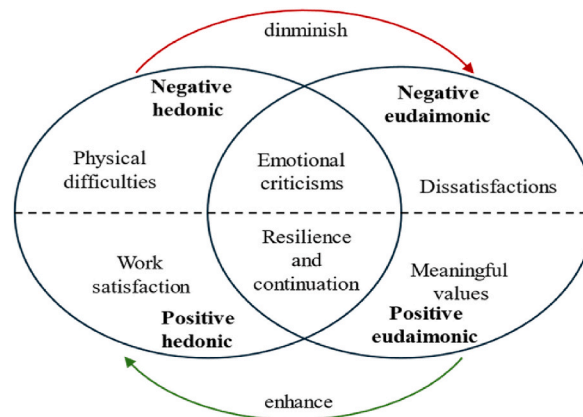 dinminish
Negative
hedonic
Negative
eudaimonic
Physical
difficulties
Emotional
criticisms
Dissatisfactions
Resilience
and
continuation
Work
satisfaction
Meaningful
values
Positive
hedonic
Positive
eudaimonic
enhance